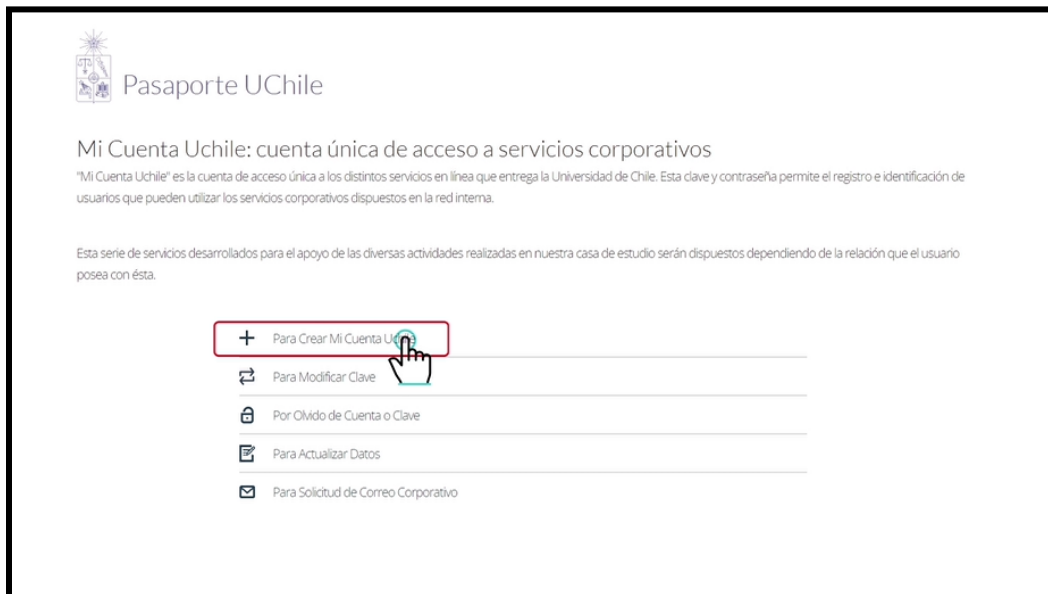 Pasaporte UChile
Mi Cuenta Uchile: cuenta única de acceso a servicios corporativos
"Mi Cuenta Uchile" es la cuenta de acceso única a los distintos servicios en línea que entrega la Universidad de Chile. Esta clave y contraseña permite el registro e identificación de
usuarios que pueden utilizar los servicios corporativos dispuestos en la red interna.
Esta serie de servicios desarrollados para el apoyo de las diversas actividades realizadas en nuestra casa de estudio serán dispuestos dependiendo de la relación que el usuario
posea con ésta.
Para Crear Mi Cuenta Uchile
Para Modificar Clave
Por Olvido de Cuenta o Clave
Para Actualizar Datos
Para Solicitud de Correo Corporativo